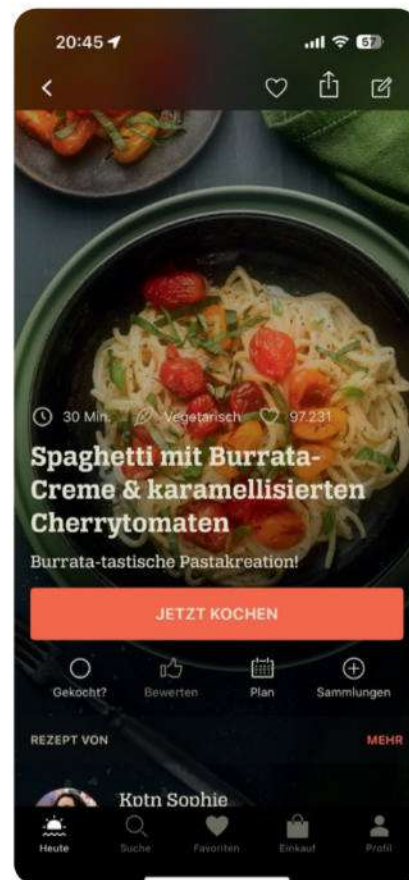 20:45
57
30 Min.
Vegetarisch
97.231
Spaghetti mit Burrata-
Creme & karamellisierten
Cherrytomaten
Burrata-tastische Pastakreation!
JETZT KOCHEN
Gekocht?
Bewerten
Plan
Sammlungen
REZEPT VON
MEHR
Kptn Sophie
Heute
Suche
Favoriten
Einkauf
Profil